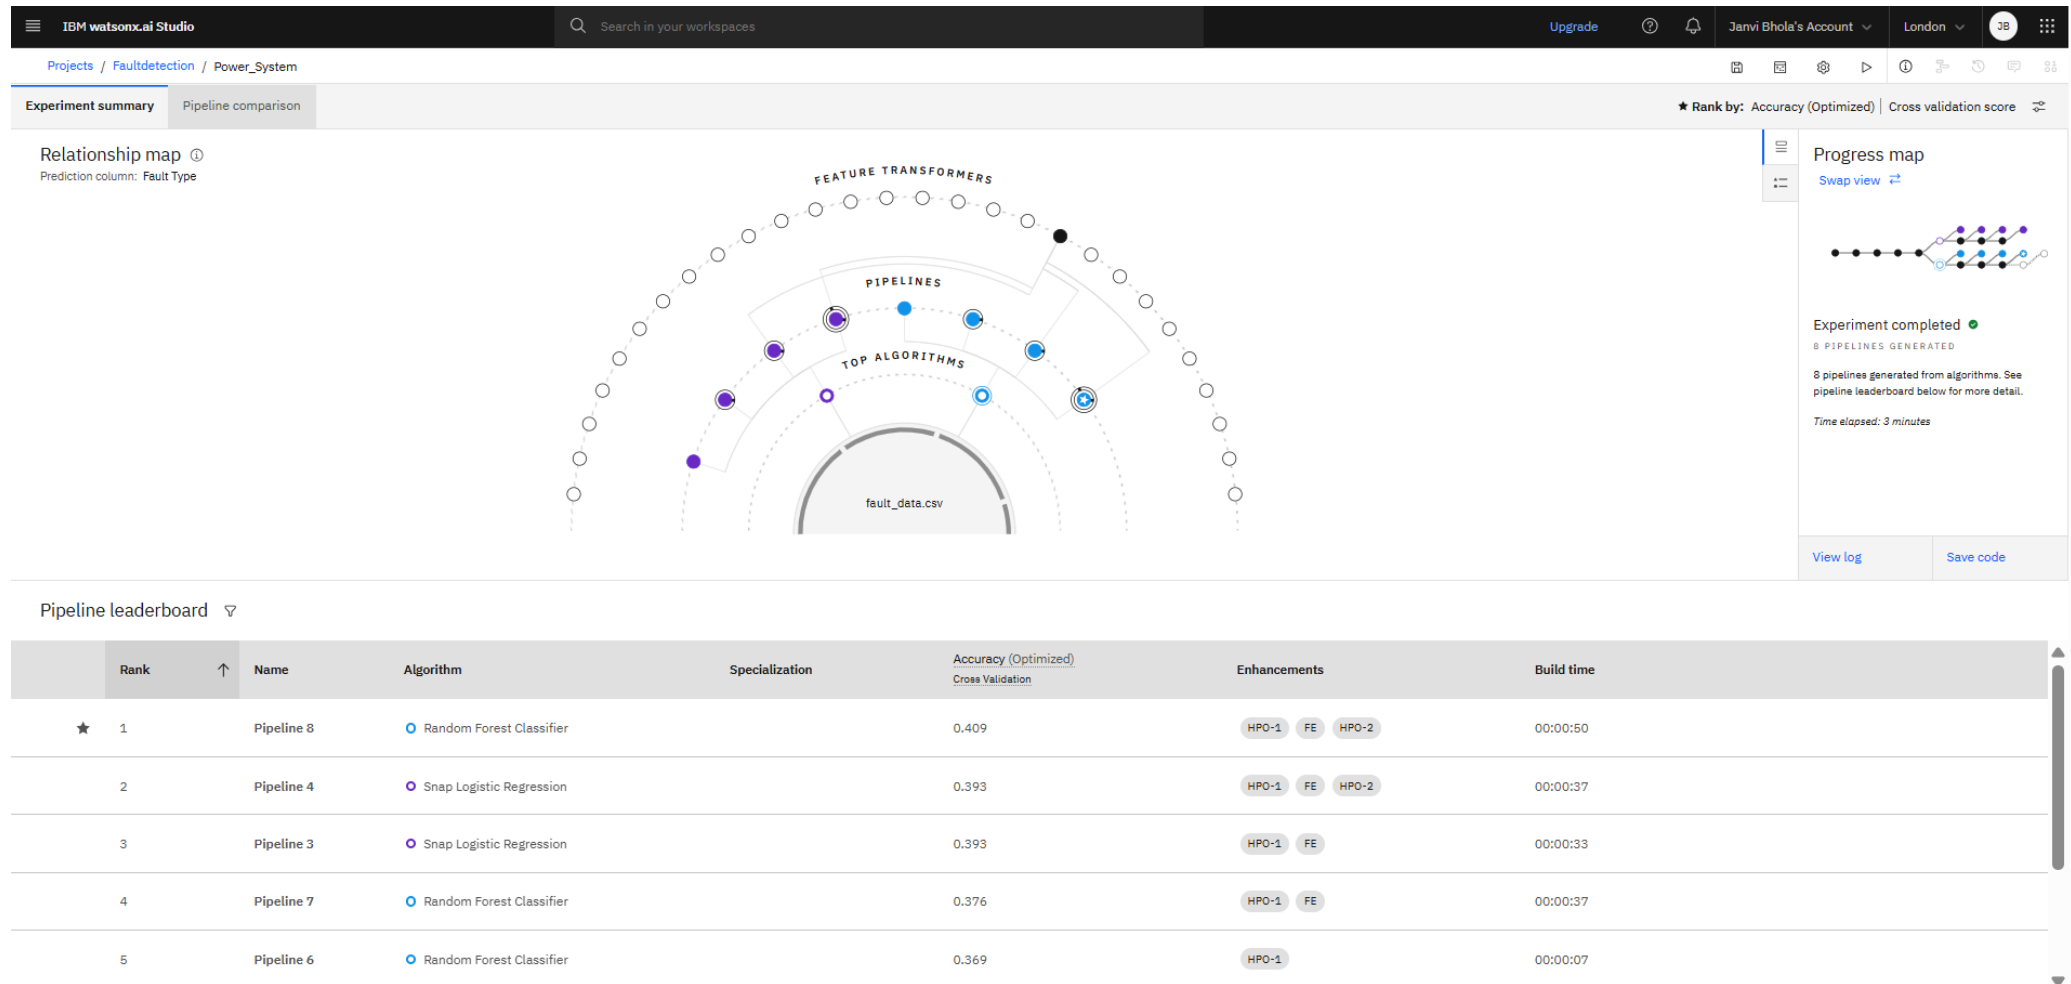 IBM watsonx.ai Studio
Search in your workspaces
Upgrade
Janvi Bhola's Account
London
JB
Projects / Faultdetection / Power_System
Experiment summary
Pipeline comparison
★ Rank by: Accuracy (Optimized) | Cross validation score
Relationship map
Prediction column: Fault Type
FEATURE TRANSFORMERS
PIPELINES
TOP ALGORITHMS
fault_data.csv
Progress map
Swap view
Experiment completed
8 PIPELINES GENERATED
8 pipelines generated from algorithms. See
pipeline leaderboard below for more detail.
Time elapsed: 3 minutes
View log
Save code
Pipeline leaderboard
Rank ↑ Name Algorithm Specialization Accuracy (Optimized) Enhancements Build time
Cross Validation
★ 1 Pipeline 8 Random Forest Classifier 0.409 HPO-1 FE HPO-2 00:00:50
2 Pipeline 4 Snap Logistic Regression 0.393 HPO-1 FE HPO-2 00:00:37
3 Pipeline 3 Snap Logistic Regression 0.393 HPO-1 FE 00:00:33
4 Pipeline 7 Random Forest Classifier 0.376 HPO-1 FE 00:00:37
5 Pipeline 6 Random Forest Classifier 0.369 HPO-1 00:00:07